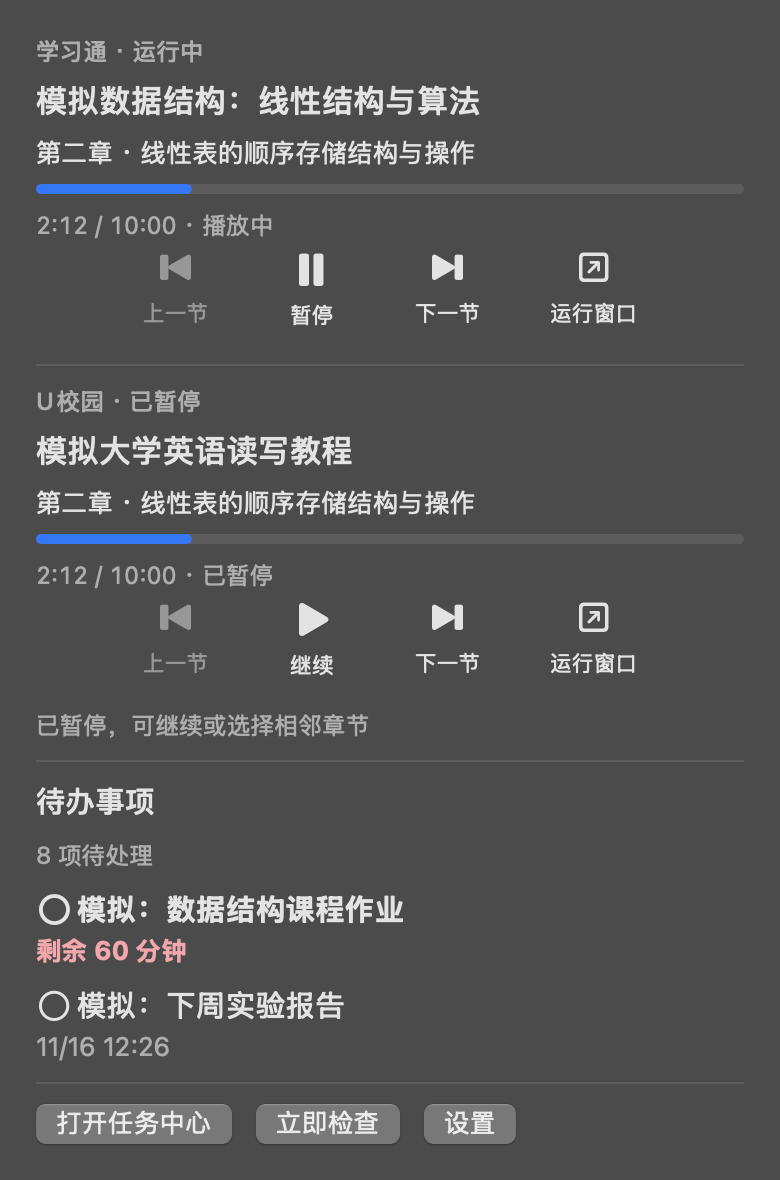 学习通 · 运行中
模拟数据结构：线性结构与算法
第二章 · 线性表的顺序存储结构与操作
2:12 / 10:00 · 播放中
上一节 暂停 下一节 运行窗口
U校园 · 已暂停
模拟大学英语读写教程
第二章 · 线性表的顺序存储结构与操作
2:12 / 10:00 · 已暂停
上一节 继续 下一节 运行窗口
已暂停，可继续或选择相邻章节
待办事项
8 项待处理
模拟：数据结构课程作业
剩余 60 分钟
模拟：下周实验报告
11/16 12:26
打开任务中心 立即检查 设置